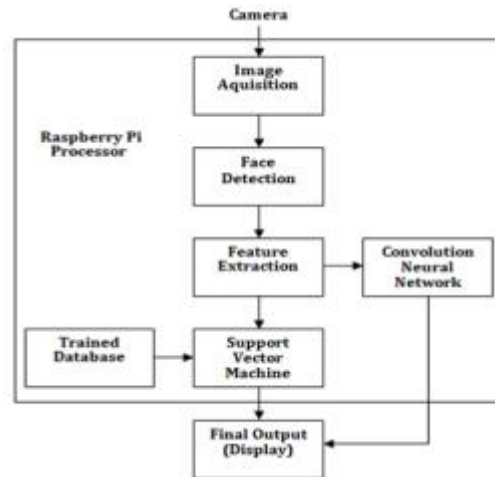 Camera
Image
Aquisition
Raspberry Pi
Processor
Face
Detection
Feature
Extraction
Convolution
Neural
Network
Trained
Database
Support
Vector
Machine
Final Output
(Display)